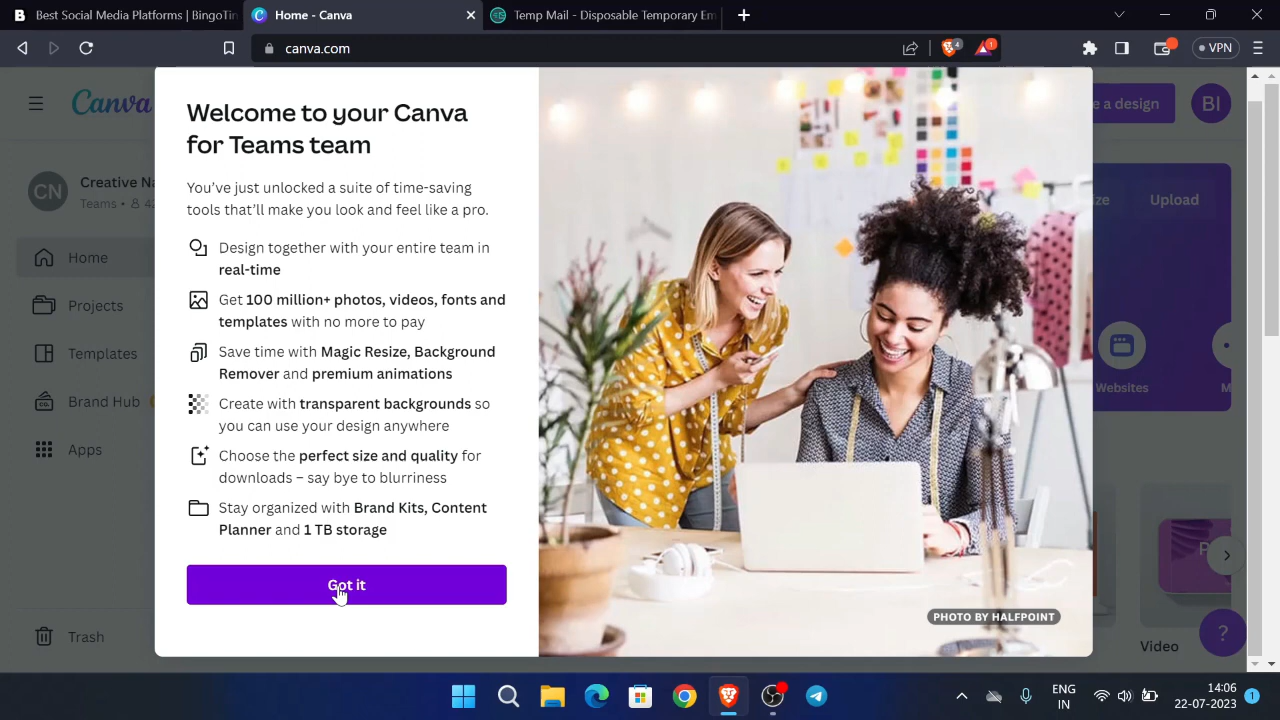 Best Social Media Platforms | BingoTin
Home - Canva
Temp Mail - Disposable Temporary Em
canva.com
4
1
VPN
Canva
e a design
BI
Welcome to your Canva
for Teams team
You've just unlocked a suite of time-saving
tools that'll make you look and feel like a pro.
Design together with your entire team in
real-time
Get 100 million+ photos, videos, fonts and
templates with no more to pay
Save time with Magic Resize, Background
Remover and premium animations
Create with transparent backgrounds so
you can use your design anywhere
Choose the perfect size and quality for
downloads – say bye to blurriness
Stay organized with Brand Kits, Content
Planner and 1 TB storage
Got it
PHOTO BY HALFPOINT
CN
Creative Na
Teams • 42
Home
Projects
Templates
Brand Hub
Apps
Trash
ize
Upload
Websites
M
Video
?
ENG
IN
14:06
22-07-2023
1